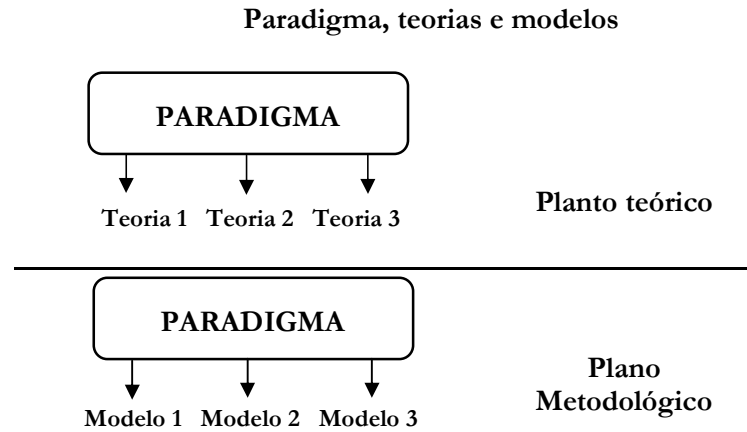 Paradigma, teorias e modelos
PARADIGMA
Teoria 1 Teoria 2 Teoria 3
Planto teórico
PARADIGMA
Modelo 1 Modelo 2 Modelo 3
Plano
Metodológico